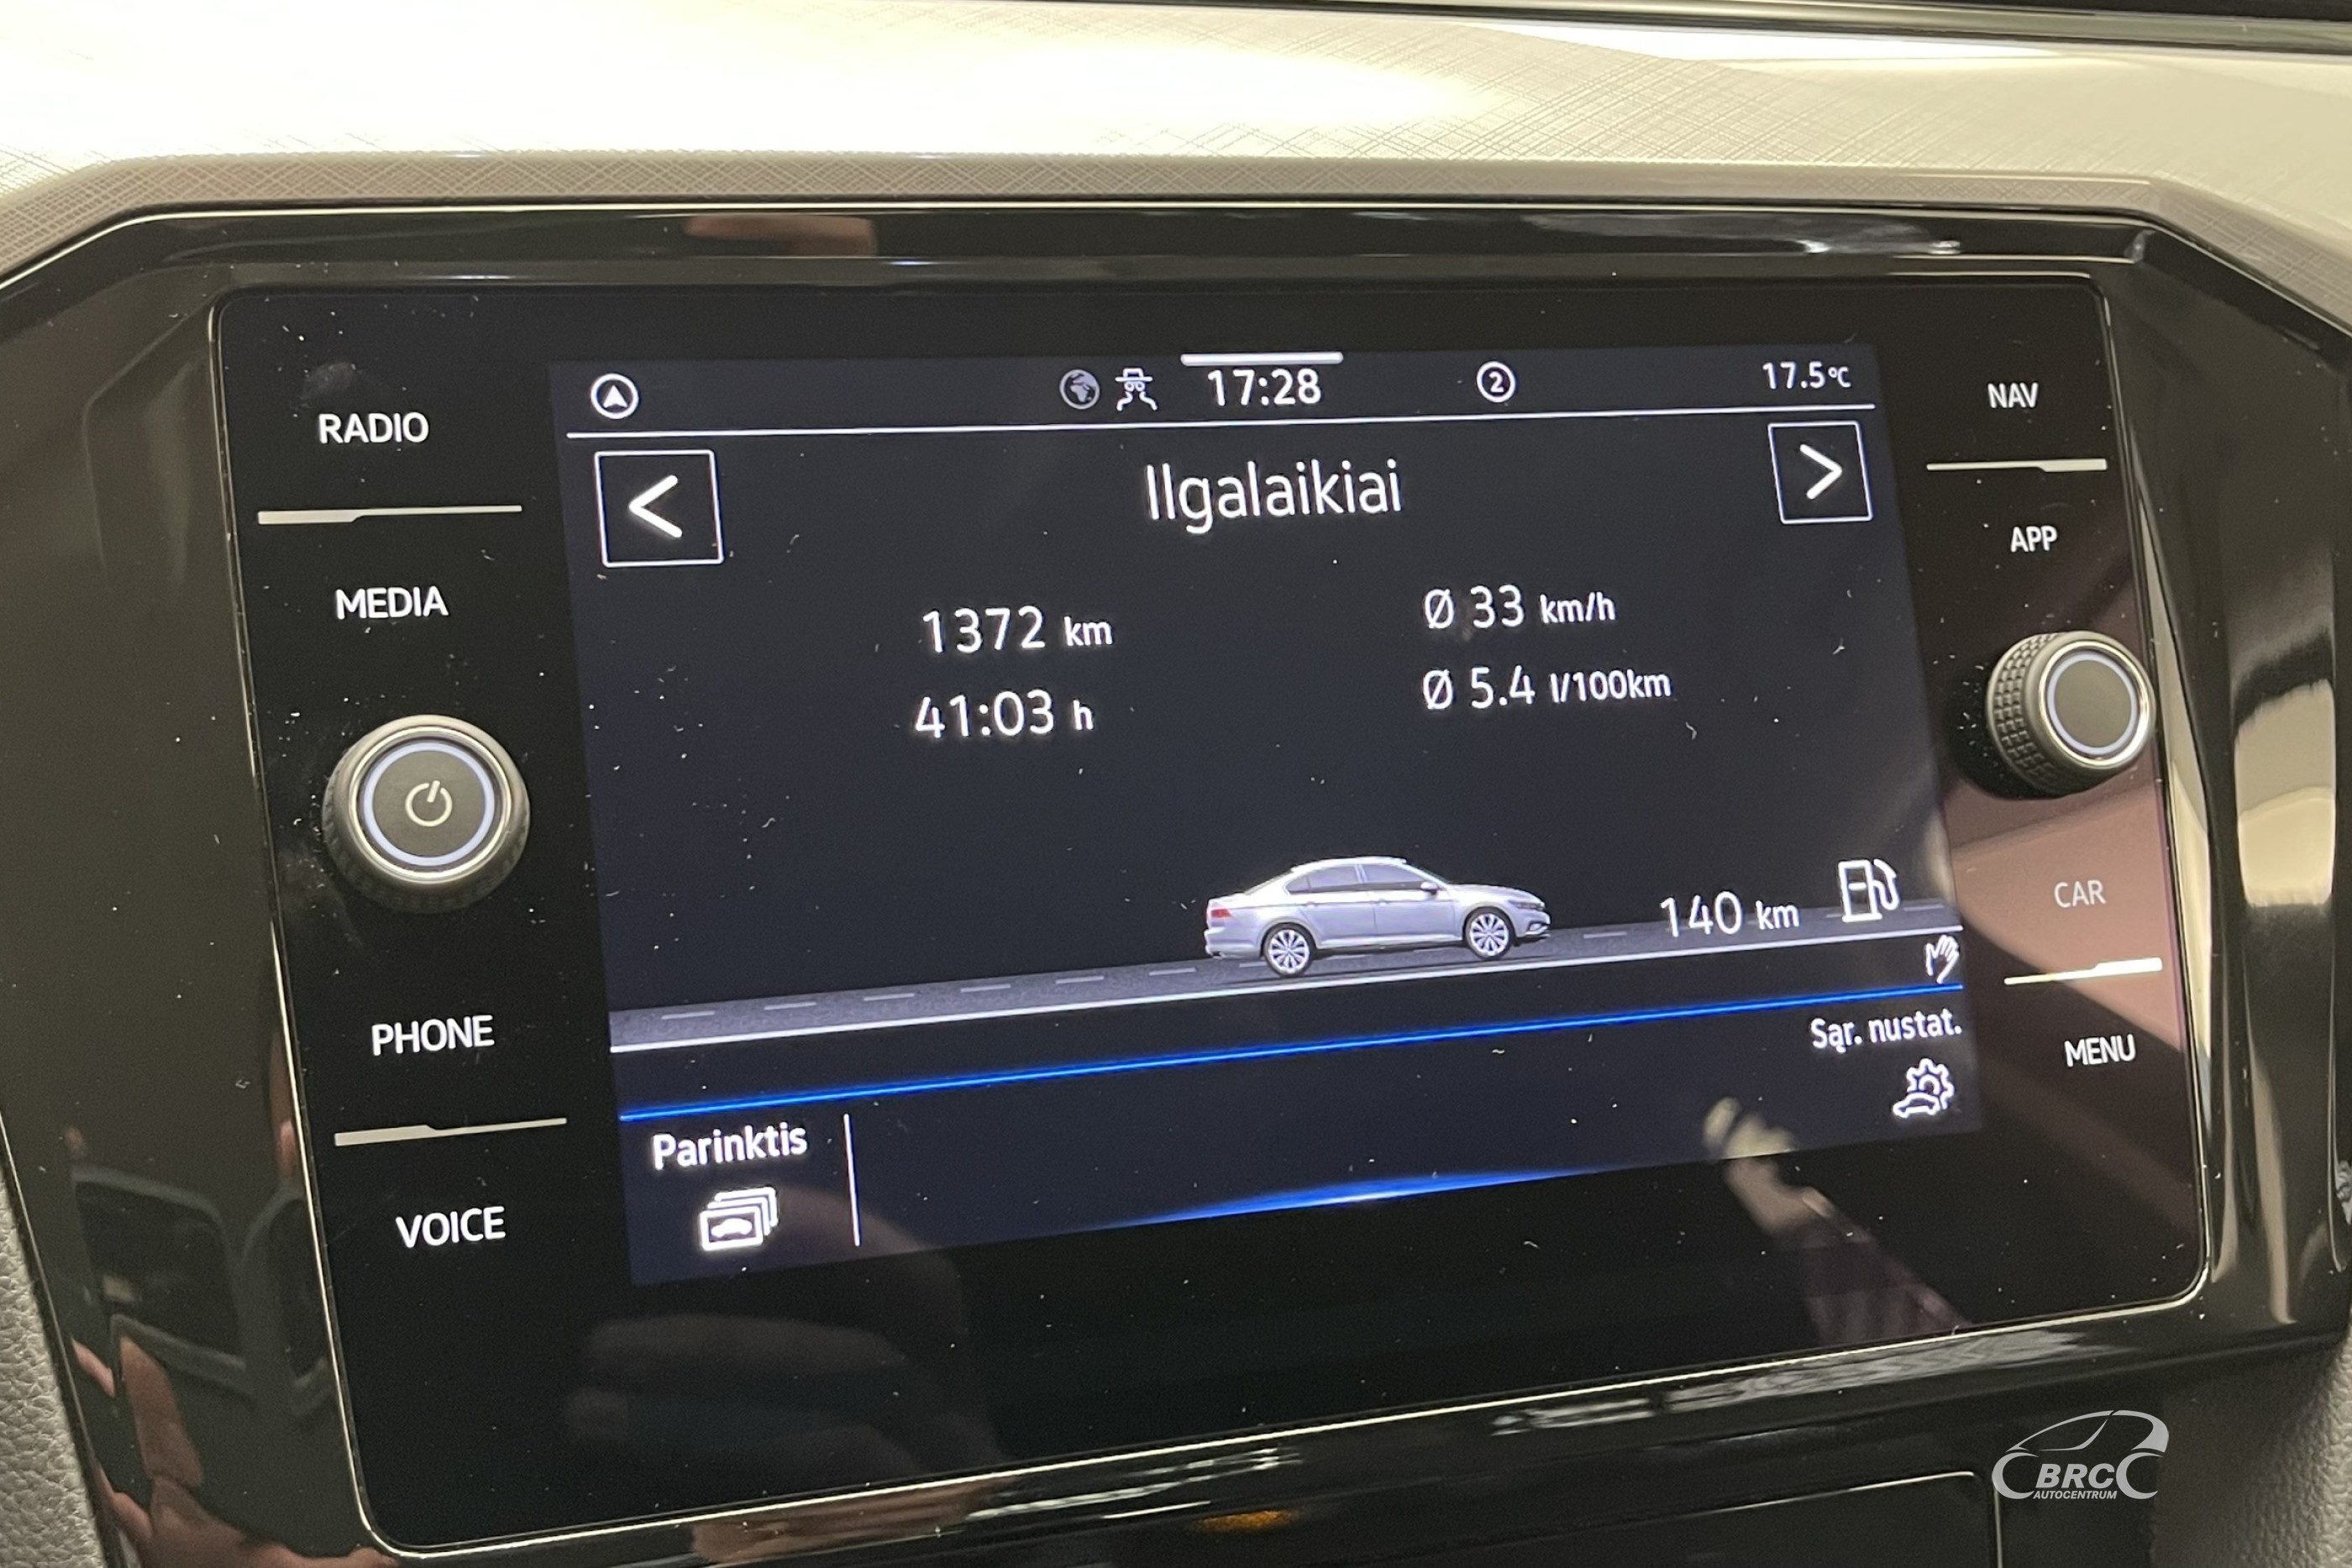 RADIO
MEDIA
PHONE
VOICE
17:28
2
17.5°C
Ilgalaikiai
1372 km
41:03 h
Ø 33 km/h
Ø 5.4 l/100km
140 km
Sąr. nustat.
Parinktis
NAV
APP
CAR
MENU
BRC
AUTOCENTRUM